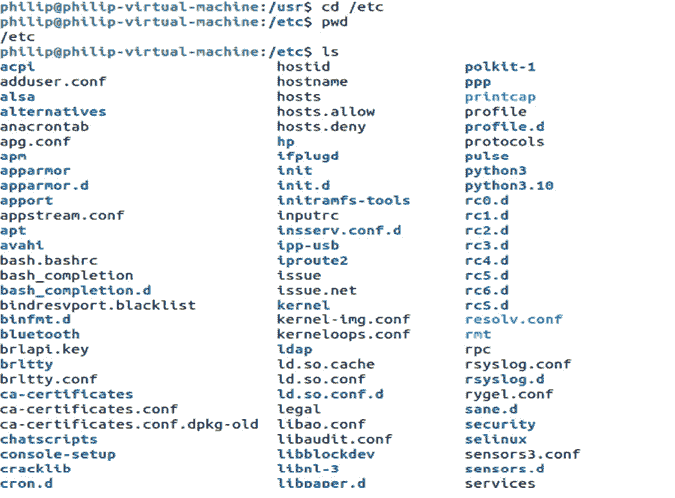 philip@philip-virtual-machine:/usr$ cd /etc
philip@philip-virtual-machine:/etc$ pwd
/etc
philip@philip-virtual-machine:/etc$ ls
acpi hostid polkit-1
adduser.conf hostname ppp
alsa hosts printcap
alternatives hosts.allow profile
anacrontab hosts.deny profile.d
apg.conf hp protocols
apm ifplugd pulse
apparmor init python3
apparmor.d init.d python3.10
apport initramfs-tools rc0.d
appstream.conf inputrc rc1.d
apt insserv.conf.d rc2.d
avahi ipp-usb rc3.d
bash.bashrc iproute2 rc4.d
bash_completion issue rc5.d
bash_completion.d issue.net rc6.d
bindresvport.blacklist kernel rcS.d
binfmt.d kernel-img.conf resolv.conf
bluetooth kerneloops.conf rmt
brlapi.key ldap rpc
brltty ld.so.cache rsyslog.conf
brltty.conf ld.so.conf rsyslog.d
ca-certificates ld.so.conf.d rygel.conf
ca-certificates.conf legal sane.d
ca-certificates.conf.dpkg-old libao.conf security
chatscripts libaudit.conf selinux
console-setup libblockdev sensors3.conf
cracklib libnl-3 sensors.d
cron.d libpaper.d services